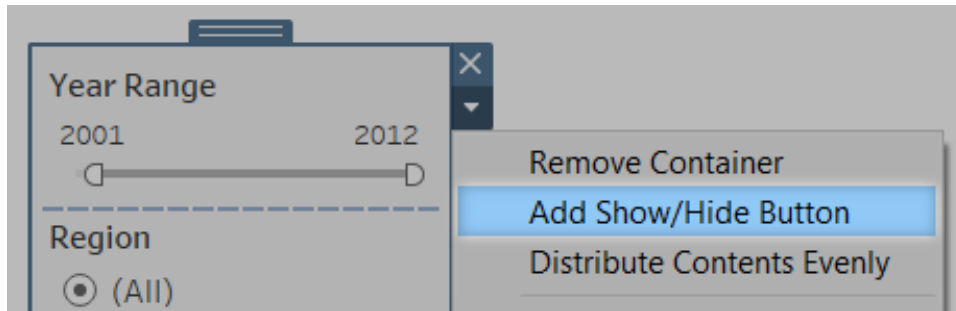 Year Range
2001 2012
Region
(All)
Remove Container
Add Show/Hide Button
Distribute Contents Evenly